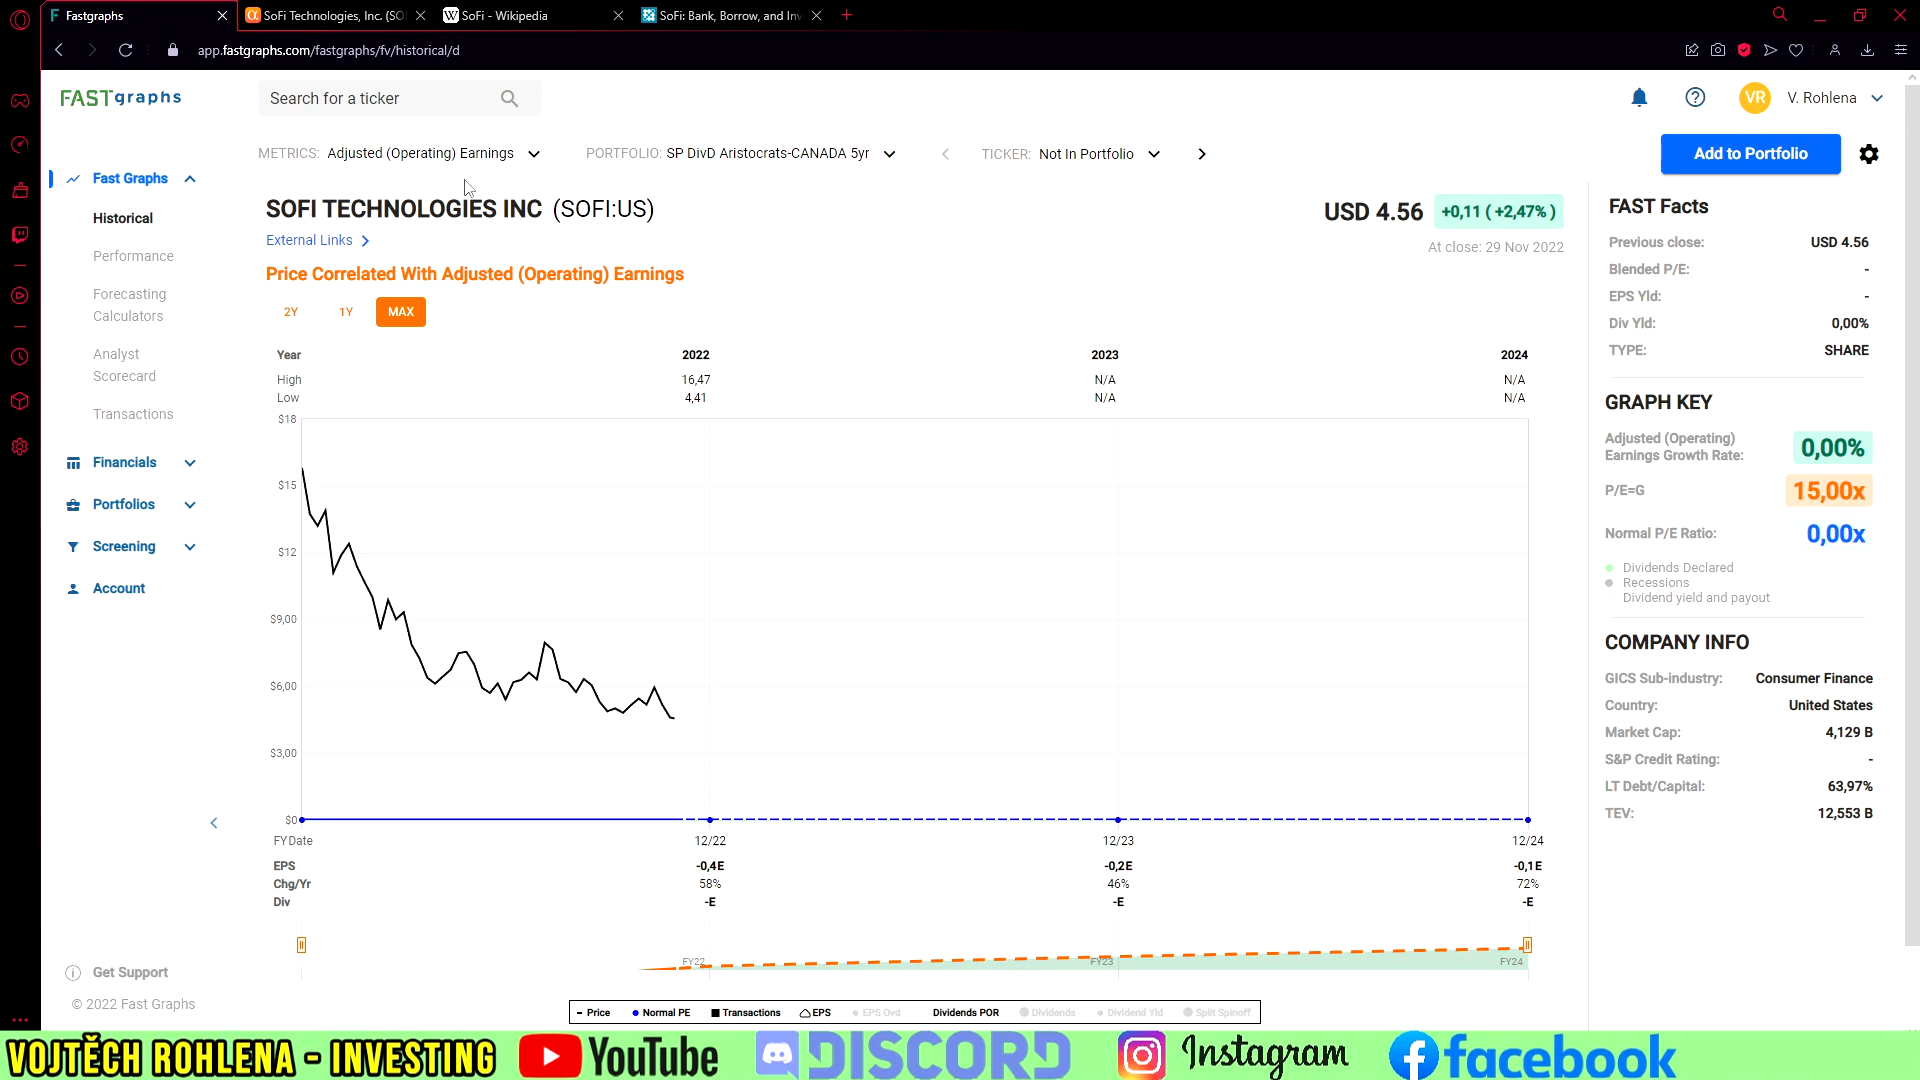 Fastgraphs
SoFi Technologies, Inc. (SO
SoFi - Wikipedia
SoFi: Bank, Borrow, and Inv
app.fastgraphs.com/fastgraphs/fv/historical/d
FASTgraphs
Search for a ticker
VR
V. Rohlena
METRICS: Adjusted (Operating) Earnings
PORTFOLIO: SP DivD Aristocrats-CANADA 5yr
TICKER: Not In Portfolio
Add to Portfolio
Fast Graphs
Historical
Performance
Forecasting
Calculators
Analyst
Scorecard
Transactions
Financials
Portfolios
Screening
Account
Get Support
© 2022 Fast Graphs
SOFI TECHNOLOGIES INC (SOFI:US)
USD 4.56 +0,11 ( +2,47% )
External Links
At close: 29 Nov 2022
Price Correlated With Adjusted (Operating) Earnings
2Y 1Y MAX
Year 2022 2023 2024
High 16,47 N/A N/A
Low 4,41 N/A N/A
$18
$15
$12
$9,00
$6,00
$3,00
$0
FYDate 12/22 12/23 12/24
EPS -0,4E -0,2E -0,1E
Chg/Yr 58% 46% 72%
Div -E -E -E
FY22 FY23 FY24
Price Normal PE Transactions EPS EPS Ovd Dividends POR Dividends Dividend Yld Split Spinoff
FAST Facts
Previous close: USD 4.56
Blended P/E: -
EPS Yld: -
Div Yld: 0,00%
TYPE: SHARE
GRAPH KEY
Adjusted (Operating)
Earnings Growth Rate: 0,00%
P/E=G 15,00x
Normal P/E Ratio: 0,00x
Dividends Declared
Recessions
Dividend yield and payout
COMPANY INFO
GICS Sub-industry: Consumer Finance
Country: United States
Market Cap: 4,129 B
S&P Credit Rating: -
LT Debt/Capital: 63,97%
TEV: 12,553 B
VOJTĚCH ROHLENA - INVESTING YouTube DISCORD Instagram facebook